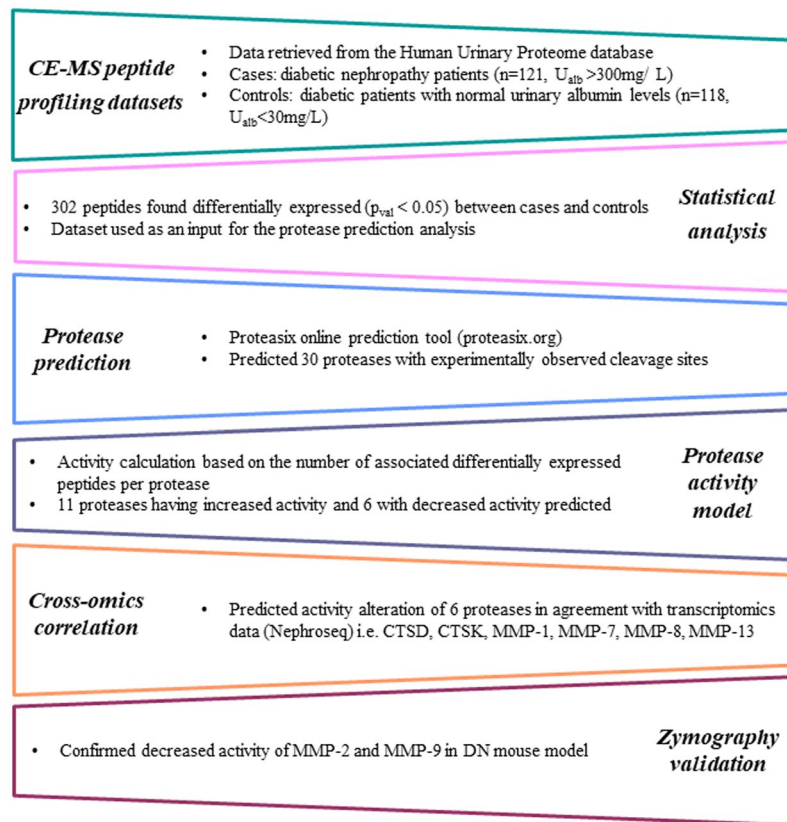 CE-MS peptide
profiling datasets
• Data retrieved from the Human Urinary Proteome database
• Cases: diabetic nephropathy patients (n=121, Ualb >300mg/ L)
• Controls: diabetic patients with normal urinary albumin levels (n=118,
Ualb<30mg/L)
• 302 peptides found differentially expressed (pval < 0.05) between cases and controls
• Dataset used as an input for the protease prediction analysis
Statistical
analysis
Protease
prediction
• Proteasix online prediction tool (proteasix.org)
• Predicted 30 proteases with experimentally observed cleavage sites
• Activity calculation based on the number of associated differentially expressed
peptides per protease
• 11 proteases having increased activity and 6 with decreased activity predicted
Protease
activity
model
Cross-omics
correlation
• Predicted activity alteration of 6 proteases in agreement with transcriptomics
data (Nephroseq) i.e. CTSD, CTSK, MMP-1, MMP-7, MMP-8, MMP-13
• Confirmed decreased activity of MMP-2 and MMP-9 in DN mouse model
Zymography
validation